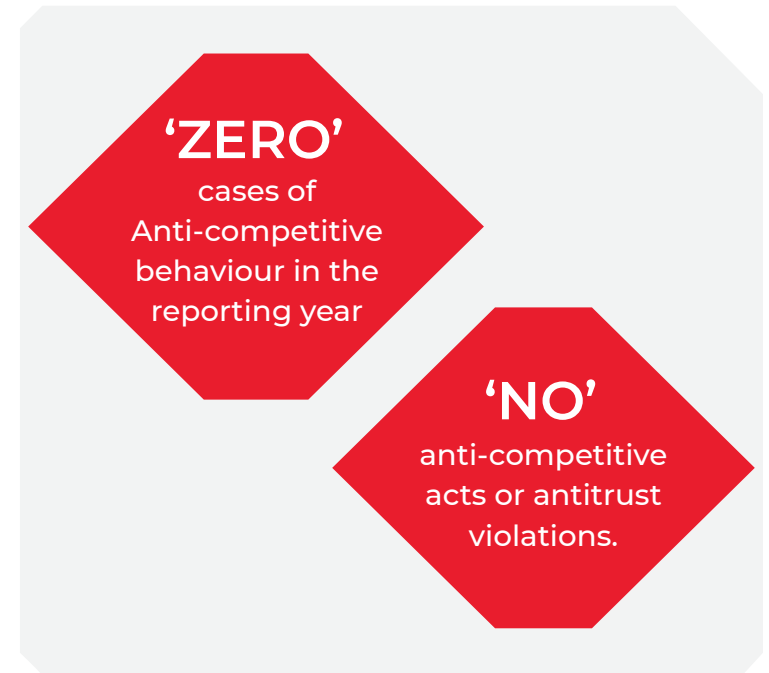 ‘ZERO’
cases of
Anti-competitive
behaviour in the
reporting year
‘NO’
anti-competitive
acts or antitrust
violations.